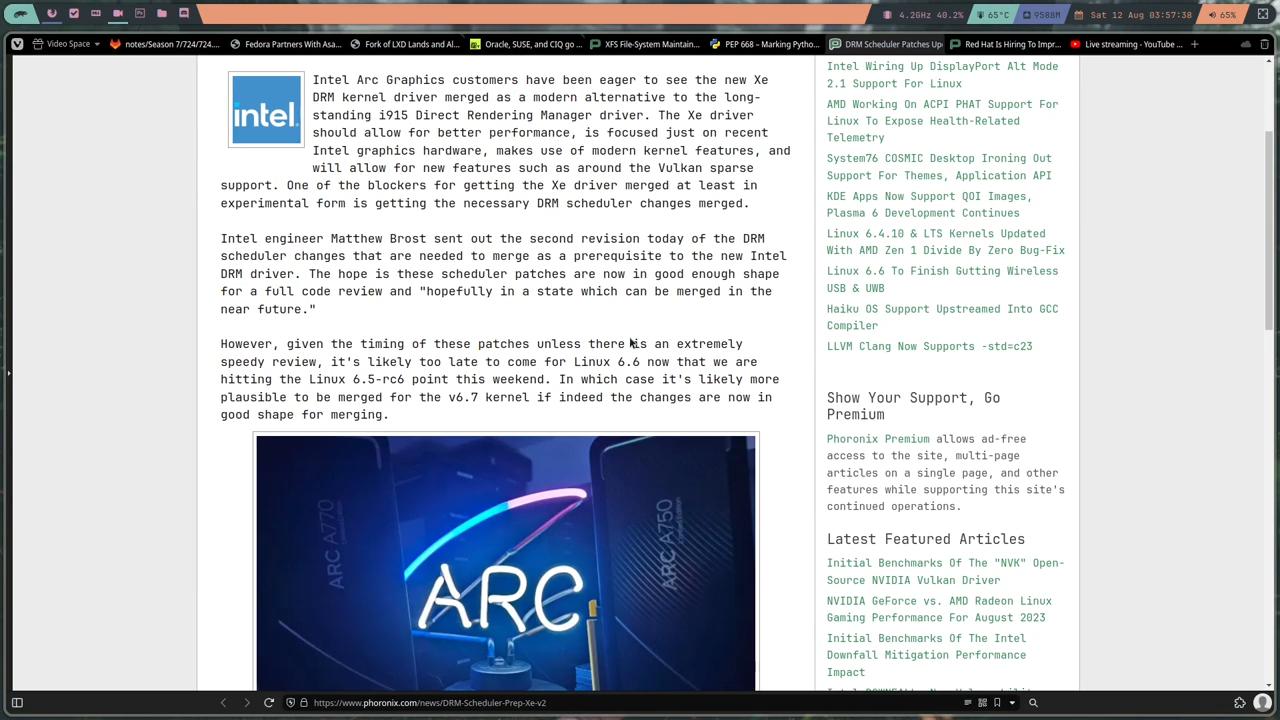 4.2GHz 40.2%
65°C
9588M
Sat 12 Aug 03:57:38
65%
Video Space
notes/Season 7/724/724....
Fedora Partners With Asa...
Fork of LXD Lands and Al...
Oracle, SUSE, and CIQ go ...
XFS File-System Maintain...
PEP 668 – Marking Pytho...
DRM Scheduler Patches Up
Red Hat Is Hiring To Impr...
Live streaming - YouTube ...
intel.
Intel Arc Graphics customers have been eager to see the new Xe
DRM kernel driver merged as a modern alternative to the long-
standing i915 Direct Rendering Manager driver. The Xe driver
should allow for better performance, is focused just on recent
Intel graphics hardware, makes use of modern kernel features, and
will allow for new features such as around the Vulkan sparse
support. One of the blockers for getting the Xe driver merged at least in
experimental form is getting the necessary DRM scheduler changes merged.
Intel engineer Matthew Brost sent out the second revision today of the DRM
scheduler changes that are needed to merge as a prerequisite to the new Intel
DRM driver. The hope is these scheduler patches are now in good enough shape
for a full code review and "hopefully in a state which can be merged in the
near future."
However, given the timing of these patches unless there is an extremely
speedy review, it's likely too late to come for Linux 6.6 now that we are
hitting the Linux 6.5-rc6 point this weekend. In which case it's likely more
plausible to be merged for the v6.7 kernel if indeed the changes are now in
good shape for merging.
ARC A770
ARC
ARC A750
Intel Wiring Up DisplayPort Alt Mode
2.1 Support For Linux
AMD Working On ACPI PHAT Support For
Linux To Expose Health-Related
Telemetry
System76 COSMIC Desktop Ironing Out
Support For Themes, Application API
KDE Apps Now Support QOI Images,
Plasma 6 Development Continues
Linux 6.4.10 & LTS Kernels Updated
With AMD Zen 1 Divide By Zero Bug-Fix
Linux 6.6 To Finish Gutting Wireless
USB & UWB
Haiku OS Support Upstreamed Into GCC
Compiler
LLVM Clang Now Supports -std=c23
Show Your Support, Go
Premium
Phoronix Premium allows ad-free
access to the site, multi-page
articles on a single page, and other
features while supporting this site's
continued operations.
Latest Featured Articles
Initial Benchmarks Of The "NVK" Open-
Source NVIDIA Vulkan Driver
NVIDIA GeForce vs. AMD Radeon Linux
Gaming Performance For August 2023
Initial Benchmarks Of The Intel
Downfall Mitigation Performance
Impact
https://www.phoronix.com/news/DRM-Scheduler-Prep-Xe-v2